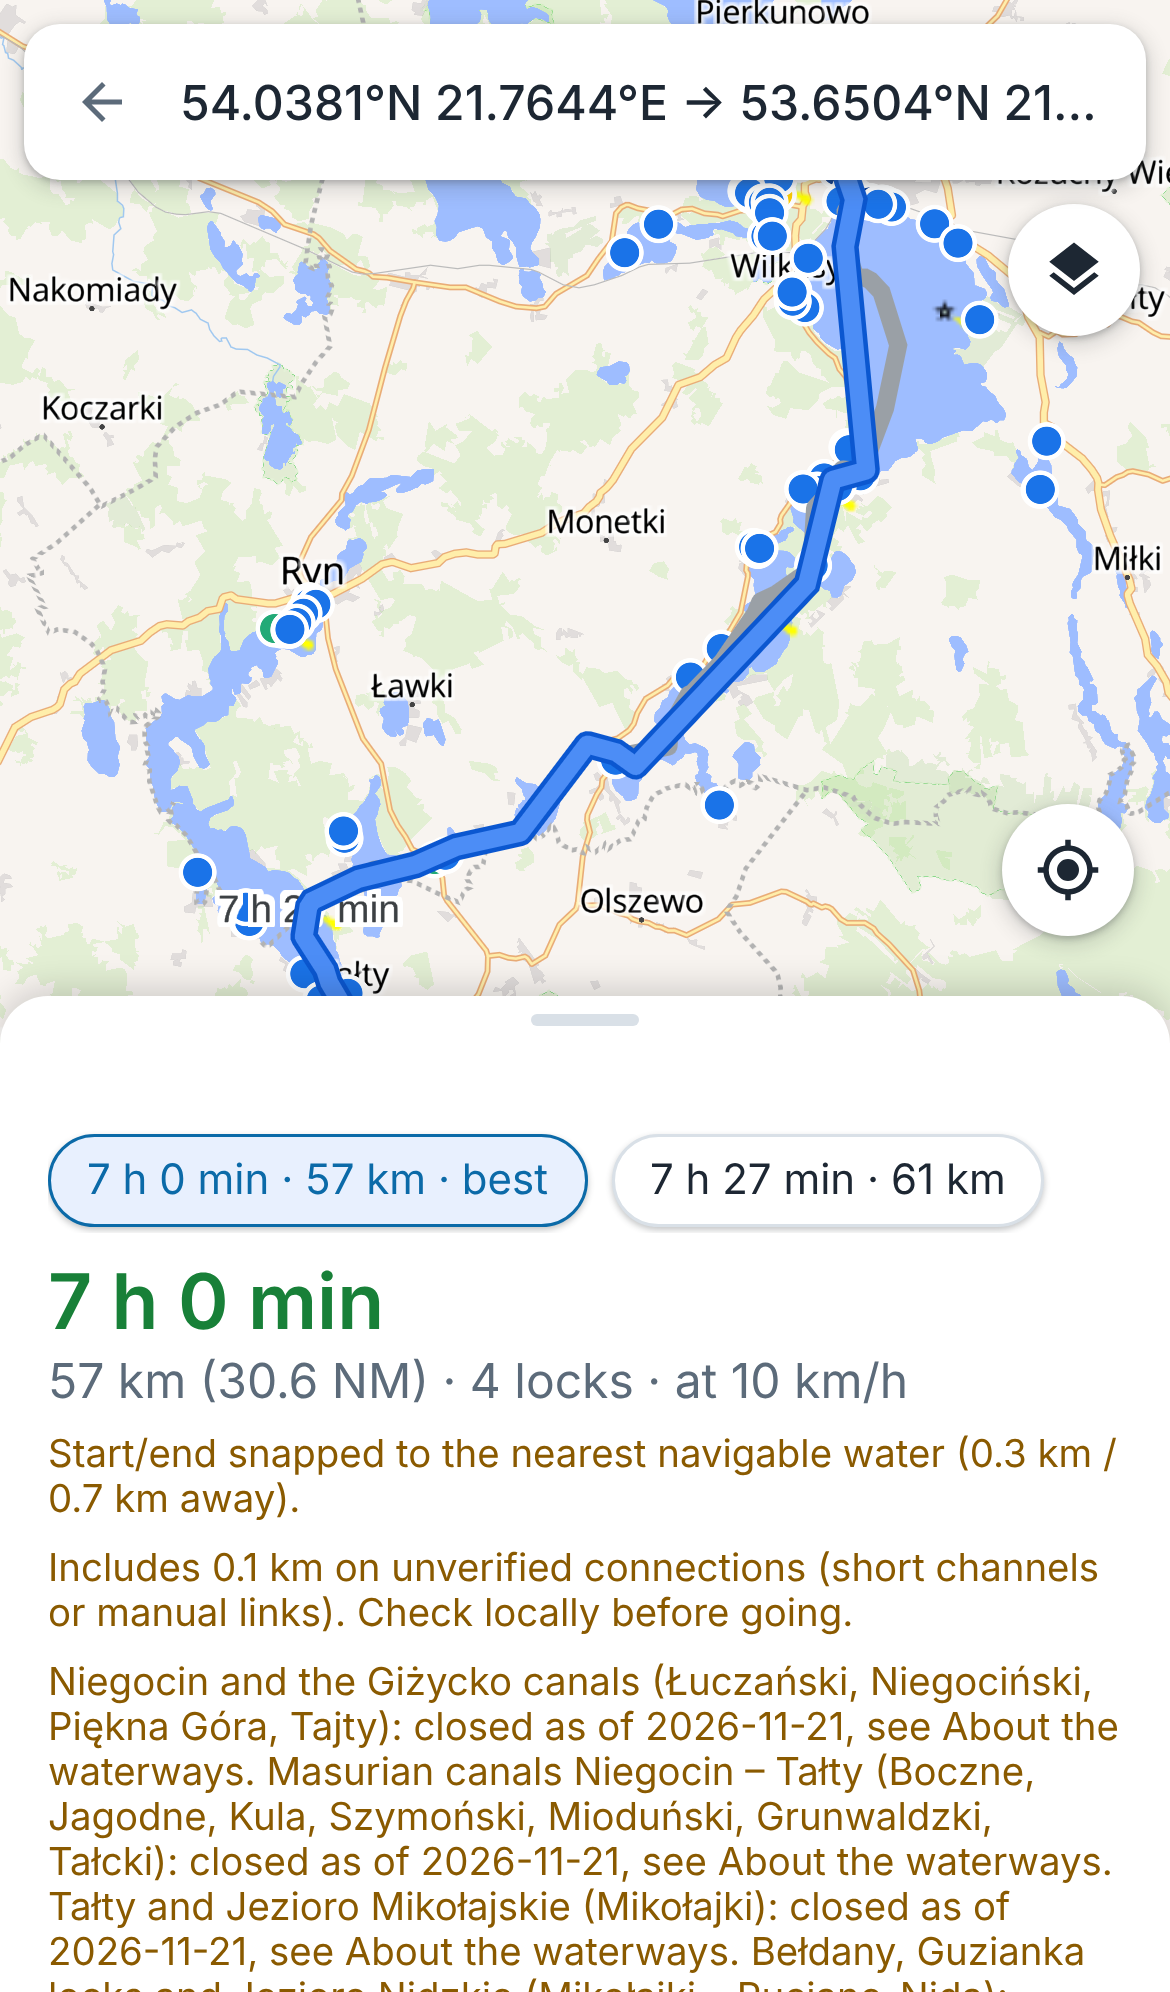 Pierkunowo
54.0381°N 21.7644°E → 53.6504°N 21...
Nakomiady
Koczarki
Monetki
Ryn
Miłki
Ławki
Olszewo
7 h min
7 h 0 min · 57 km · best
7 h 27 min · 61 km
7 h 0 min
57 km (30.6 NM) · 4 locks · at 10 km/h
Start/end snapped to the nearest navigable water (0.3 km /
0.7 km away).
Includes 0.1 km on unverified connections (short channels
or manual links). Check locally before going.
Niegocin and the Giżycko canals (Łuczański, Niegociński,
Piękna Góra, Tajty): closed as of 2026-11-21, see About the
waterways. Masurian canals Niegocin – Tałty (Boczne,
Jagodne, Kula, Szymoński, Mioduński, Grunwaldzki,
Tałcki): closed as of 2026-11-21, see About the waterways.
Tałty and Jezioro Mikołajskie (Mikołajki): closed as of
2026-11-21, see About the waterways. Bełdany, Guzianka